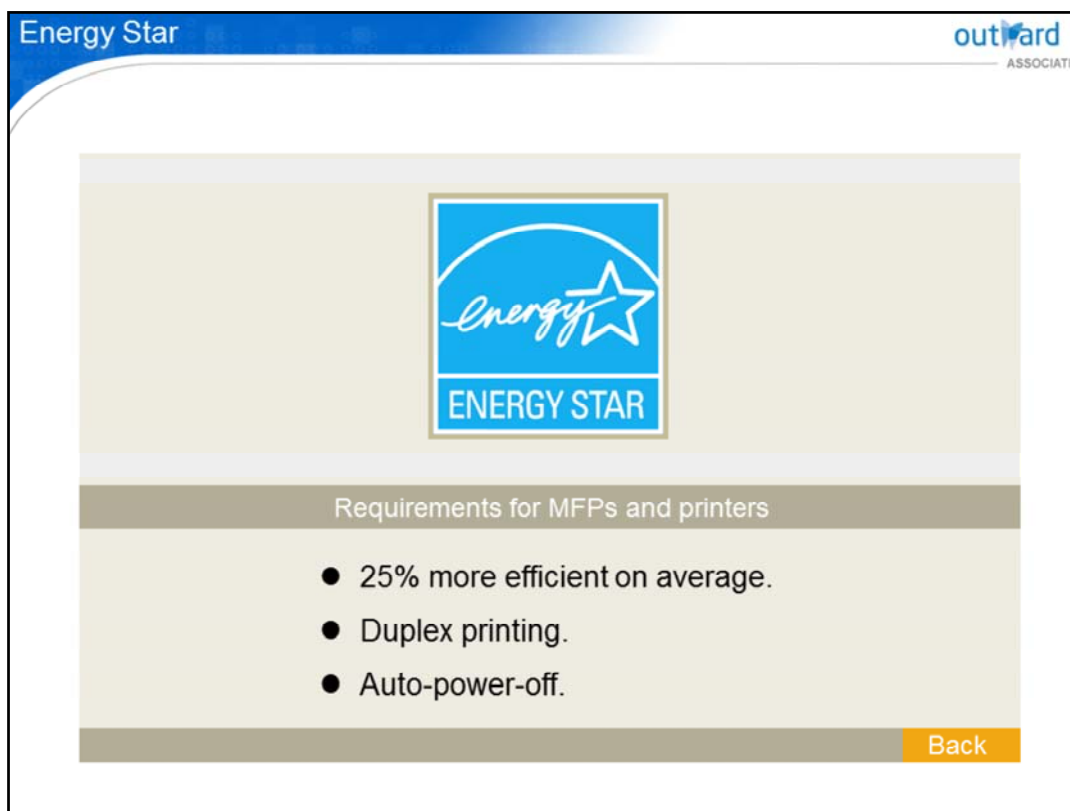 Energy Star
outward
ASSOCIATI
energy
ENERGY STAR
Requirements for MFPs and printers
● 25% more efficient on average.
● Duplex printing.
● Auto-power-off.
Back